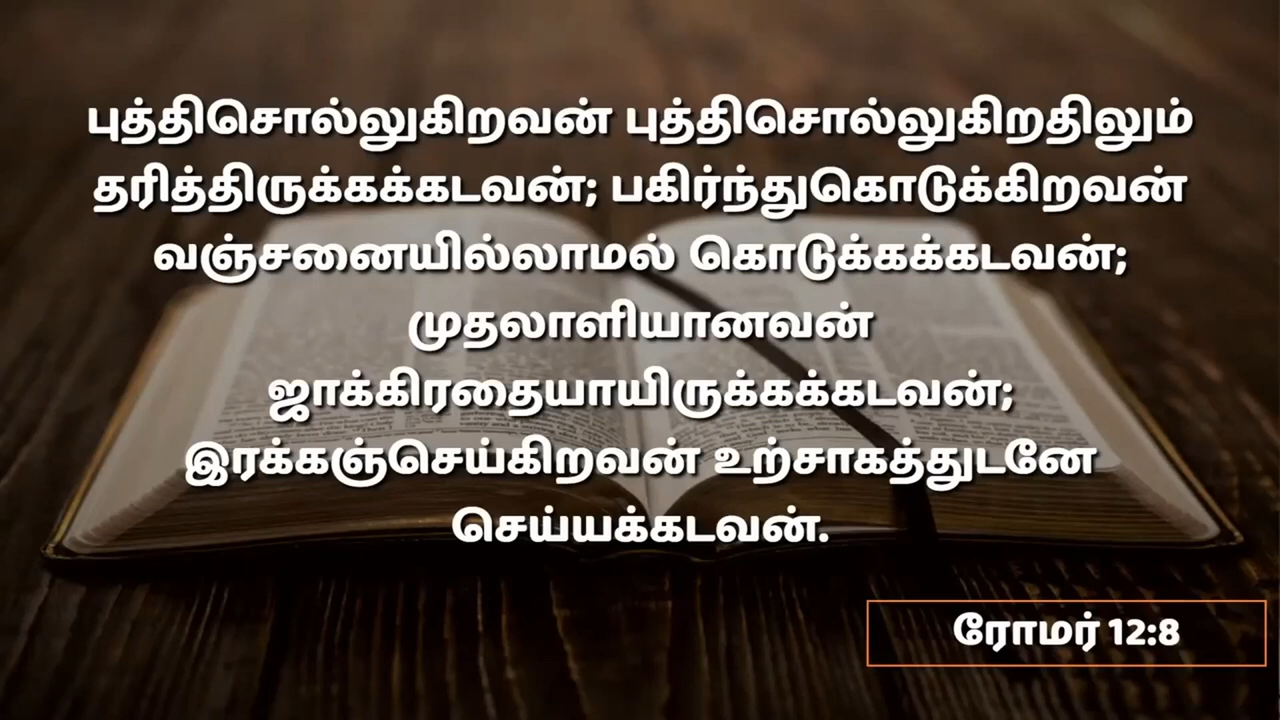 புத்திசொல்லுகிறவன் புத்திசொல்லுகிறதிலும்
தரித்திருக்கக்கடவன்; பகிர்ந்துகொடுக்கிறவன்
வஞ்சனையில்லாமல் கொடுக்கக்கடவன்;
முதலாளியானவன்
ஜாக்கிரதையாயிருக்கக்கடவன்;
இரக்கஞ்செய்கிறவன் உற்சாகத்துடனே
செய்யக்கடவன்.
ரோமர் 12:8